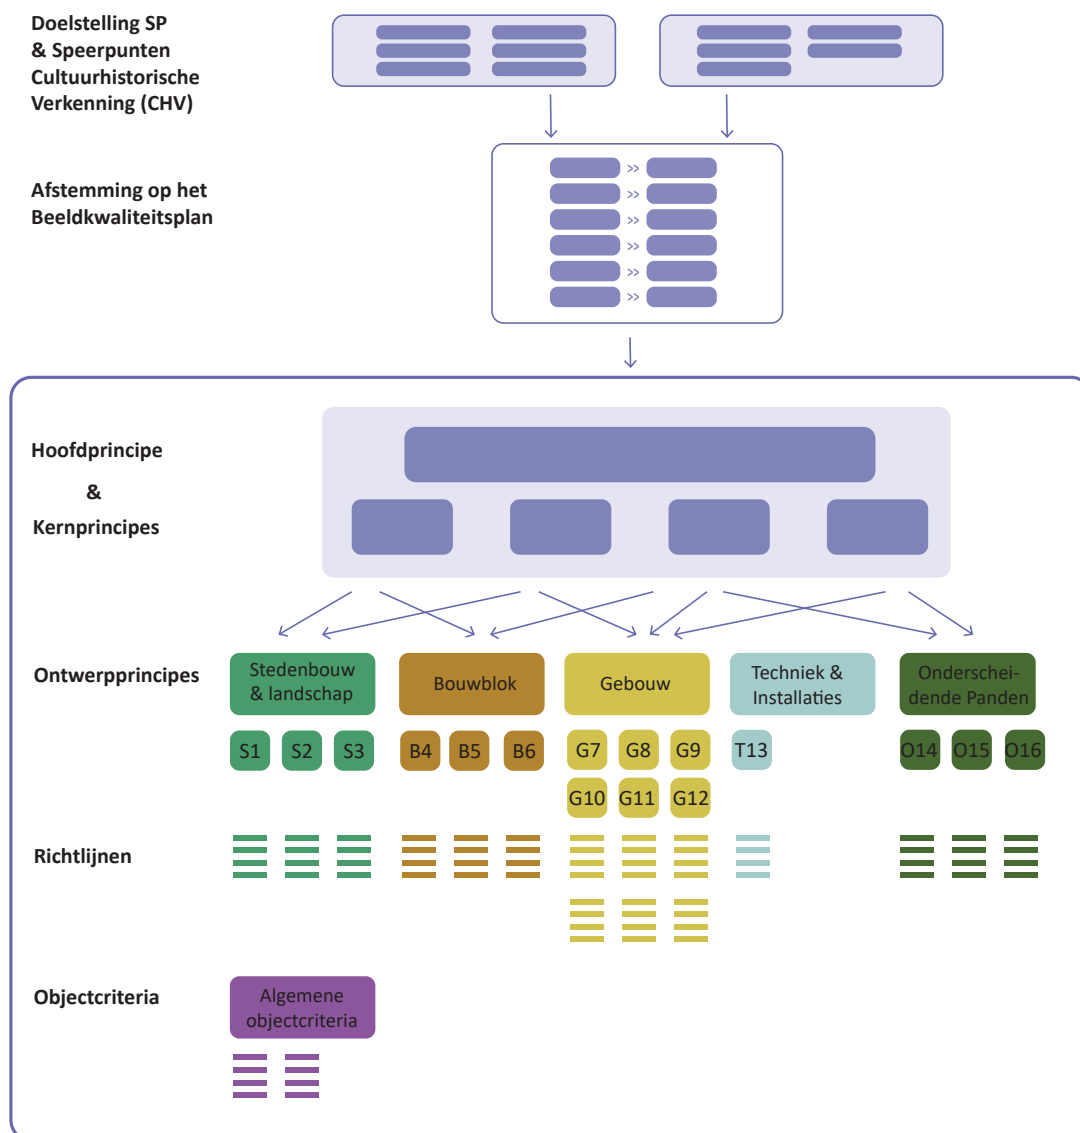 Doelstelling SP
& Speerpunten
Cultuurhistorische
Verkenning (CHV)
Afstemming op het
Beeldkwaliteitsplan
>>
>>
>>
>>
>>
>>
Hoofdprincipe
&
Kernprincipes
Ontwerpprincipes
Stedenbouw
& landschap
Bouwblok
Gebouw
Techniek &
Installaties
Onderschei-
dende Panden
S1 S2 S3 B4 B5 B6 G7 G8 G9 T13 O14 O15 O16
G10 G11 G12
Richtlijnen
Objectcriteria
Algemene
objectcriteria